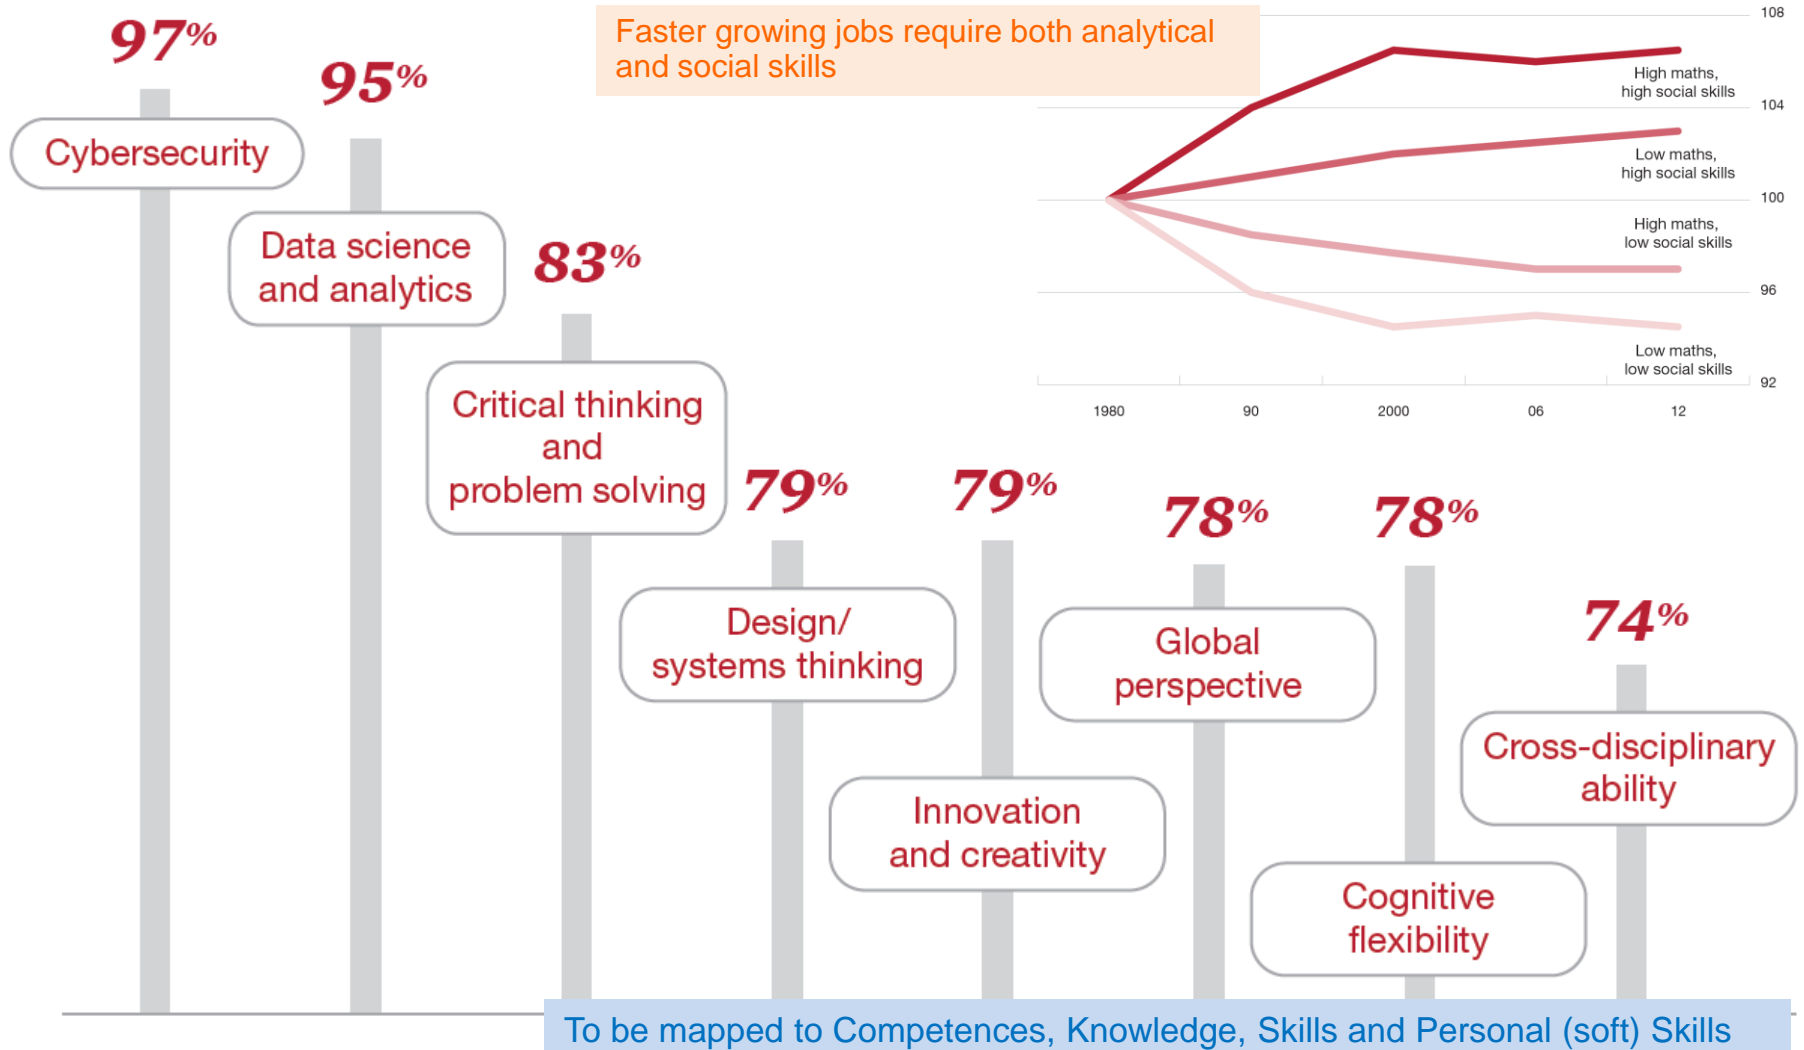 97%
Cybersecurity
95%
Data science
and analytics
83%
Critical thinking
and
problem solving
79%
Design/
systems thinking
79%
Innovation
and creativity
78%
Global
perspective
78%
Cognitive
flexibility
74%
Cross-disciplinary
ability
Faster growing jobs require both analytical
and social skills
108
104
100
96
92
High maths,
high social skills
Low maths,
high social skills
High maths,
low social skills
Low maths,
low social skills
1980 90 2000 06 12
To be mapped to Competences, Knowledge, Skills and Personal (soft) Skills